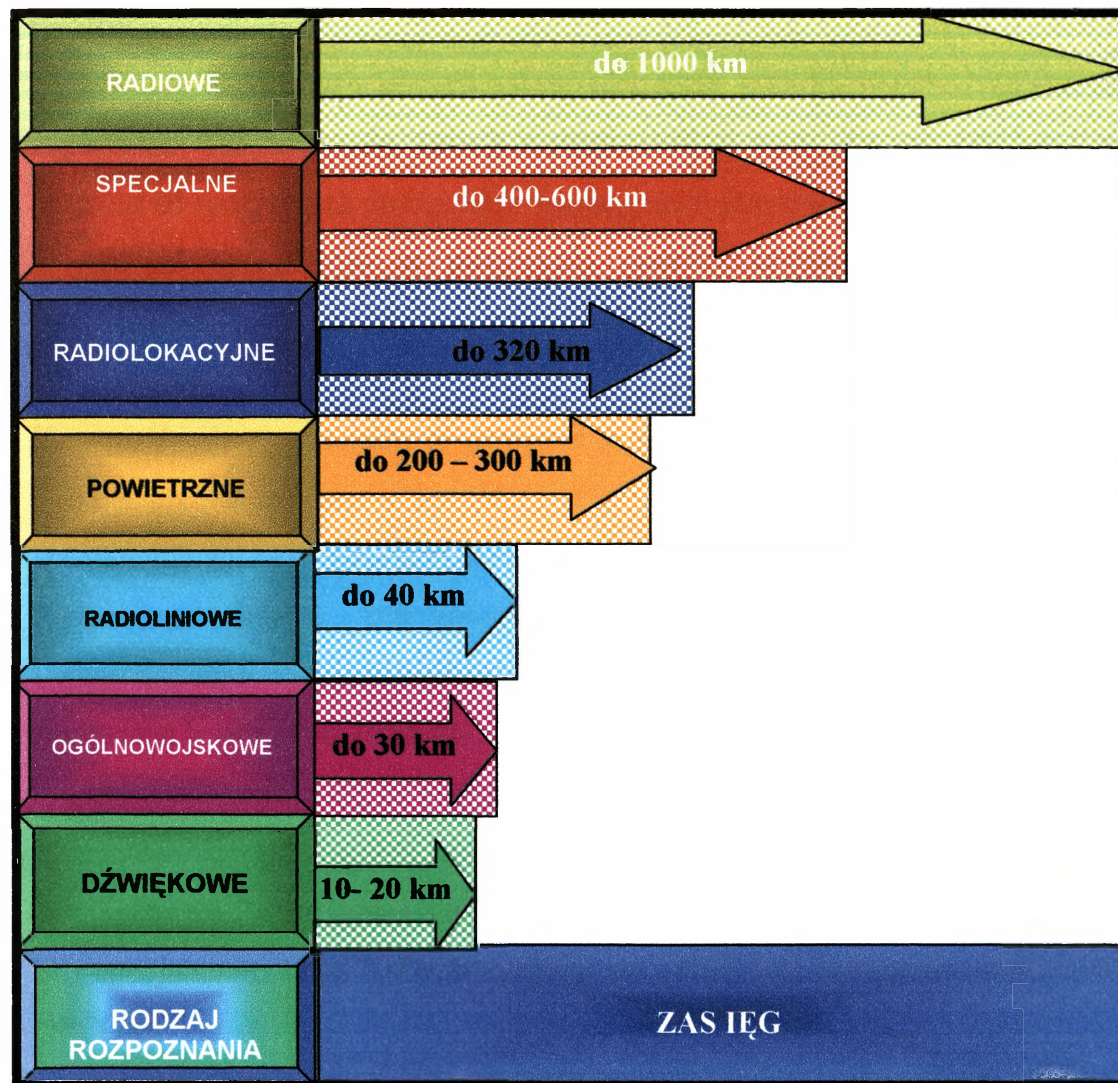 RADIOWE
do 1000 km
SPECJALNE
do 400-600 km
RADIOLOKACYJNE
do 320 km
POWIETRZNE
do 200 – 300 km
RADIOLINIOWE
do 40 km
OGÓLNOWOJSKOWE
do 30 km
DŹWIĘKOWE
10- 20 km
RODZAJ
ROZPOZNANIA
ZAS IĘG